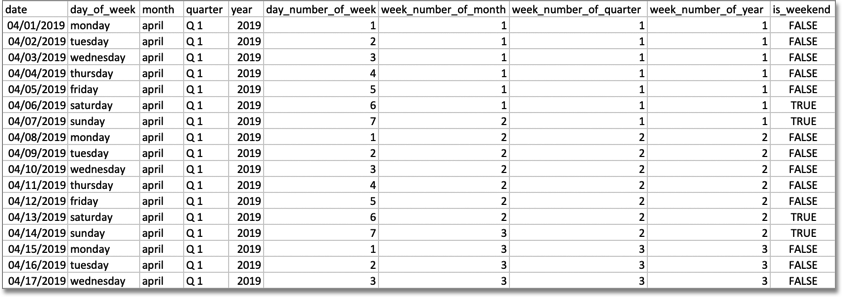 date day_of_week month quarter year day_number_of_week week_number_of_month week_number_of_quarter week_number_of_year is_weekend
04/01/2019 monday april Q 1 2019 1 1 1 1 FALSE
04/02/2019 tuesday april Q 1 2019 2 1 1 1 FALSE
04/03/2019 wednesday april Q 1 2019 3 1 1 1 FALSE
04/04/2019 thursday april Q 1 2019 4 1 1 1 FALSE
04/05/2019 friday april Q 1 2019 5 1 1 1 FALSE
04/06/2019 saturday april Q 1 2019 6 1 1 1 TRUE
04/07/2019 sunday april Q 1 2019 7 2 1 1 TRUE
04/08/2019 monday april Q 1 2019 1 2 2 2 FALSE
04/09/2019 tuesday april Q 1 2019 2 2 2 2 FALSE
04/10/2019 wednesday april Q 1 2019 3 2 2 2 FALSE
04/11/2019 thursday april Q 1 2019 4 2 2 2 FALSE
04/12/2019 friday april Q 1 2019 5 2 2 2 FALSE
04/13/2019 saturday april Q 1 2019 6 2 2 2 TRUE
04/14/2019 sunday april Q 1 2019 7 3 2 2 TRUE
04/15/2019 monday april Q 1 2019 1 3 3 3 FALSE
04/16/2019 tuesday april Q 1 2019 2 3 3 3 FALSE
04/17/2019 wednesday april Q 1 2019 3 3 3 3 FALSE